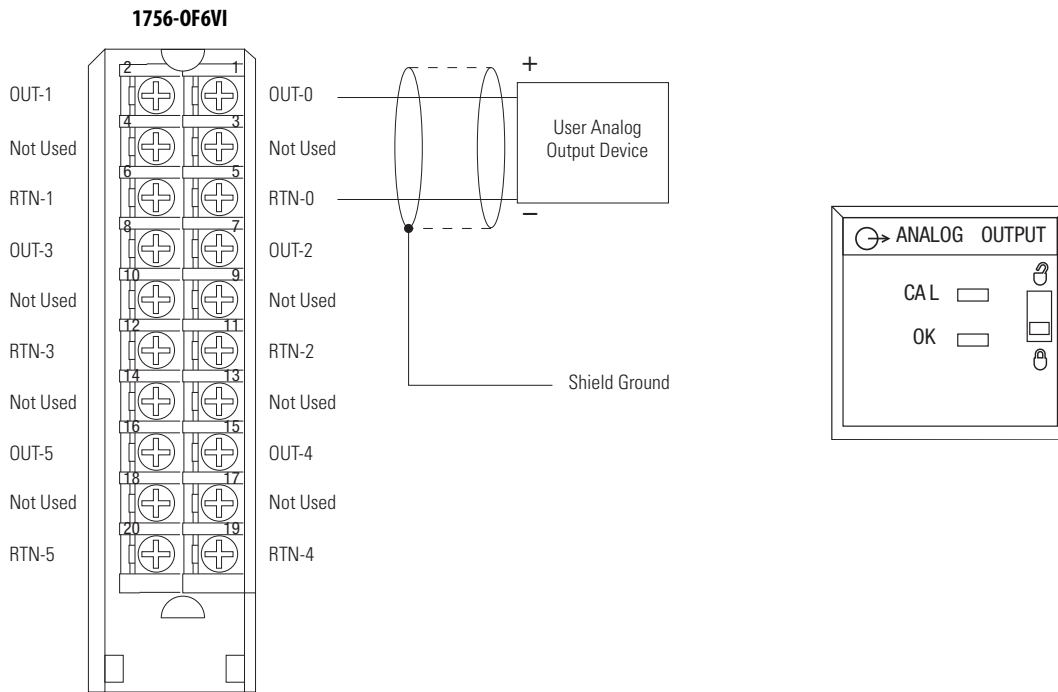 1756-OF6VI
2 1
OUT-1
OUT-0
4 3
Not Used
Not Used
6 5
RTN-1
RTN-0
8 7
OUT-3
OUT-2
10 9
Not Used
Not Used
12 11
RTN-3
RTN-2
14 13
Not Used
Not Used
16 15
OUT-5
OUT-4
18 17
Not Used
Not Used
20 19
RTN-5
RTN-4
+
User Analog
Output Device
–
Shield Ground
ANALOG OUTPUT
CAL
OK